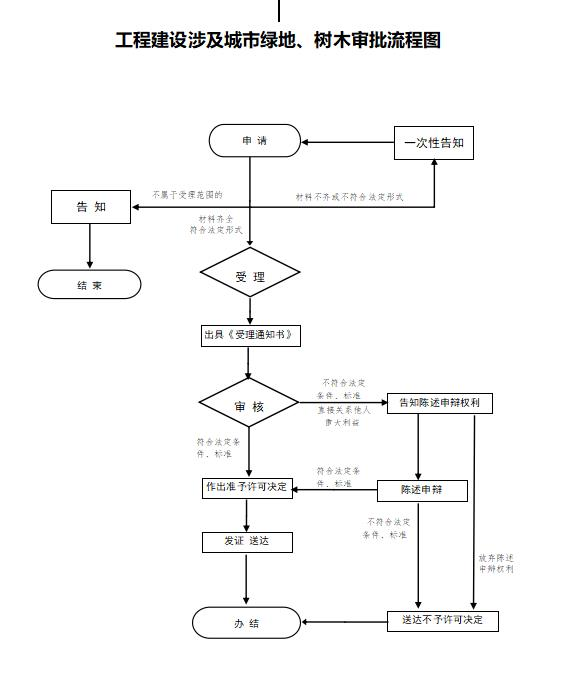 工程建设涉及城市绿地、树木审批流程图
申 请
一次性告知
不属于受理范围的
材料不齐或不符合法定形式
告 知
材料齐全
符合法定形式
受 理
结 束
出具《受理通知书》
不符合法定
条件、标准
直接关系他人
重大利益
审 核
告知陈述申辩权利
符合法定条
件、标准
符合法定条
件、标准
作出准予许可决定
陈述申辩
不符合法定
条件、标准
发证 送达
放弃陈述
申辩权利
办 结
送达不予许可决定